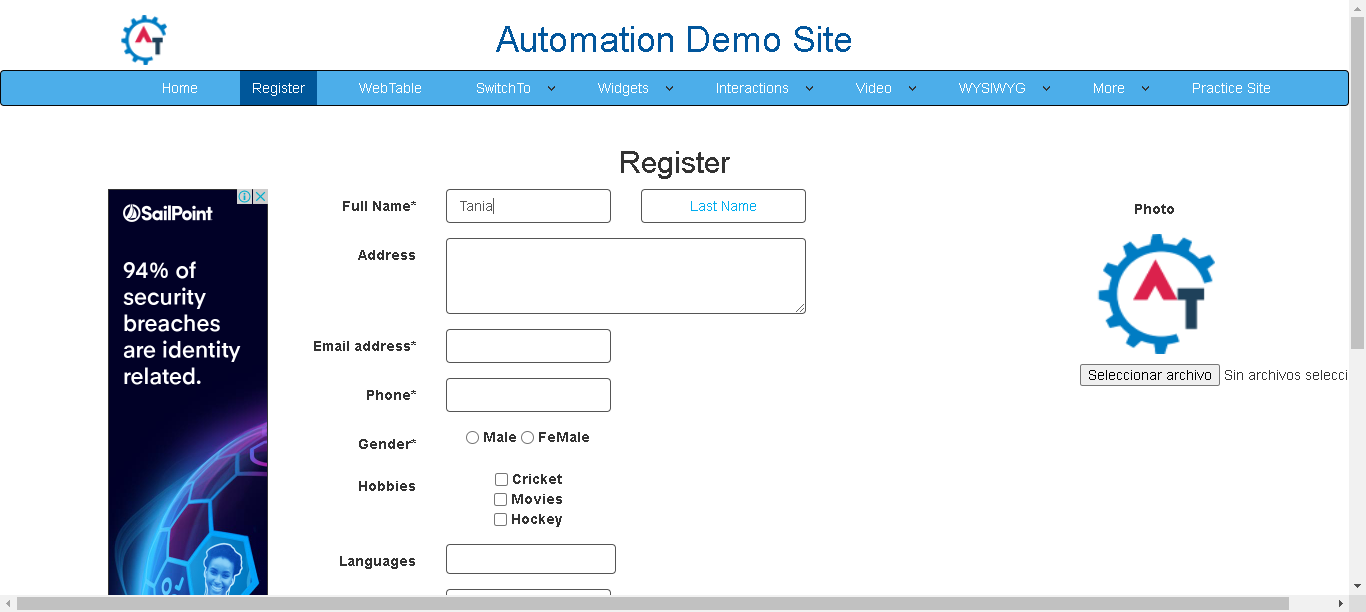 Automation Demo Site
Home Register WebTable SwitchTo Widgets Interactions Video WYSIWYG More Practice Site
Register
SailPoint
94% of
security
breaches
are identity
related.
Full Name* Tania Last Name
Address
Email address*
Phone*
Gender* Male FeMale
Hobbies Cricket
Movies
Hockey
Languages
Photo
AT
Seleccionar archivo Sin archivos selecci